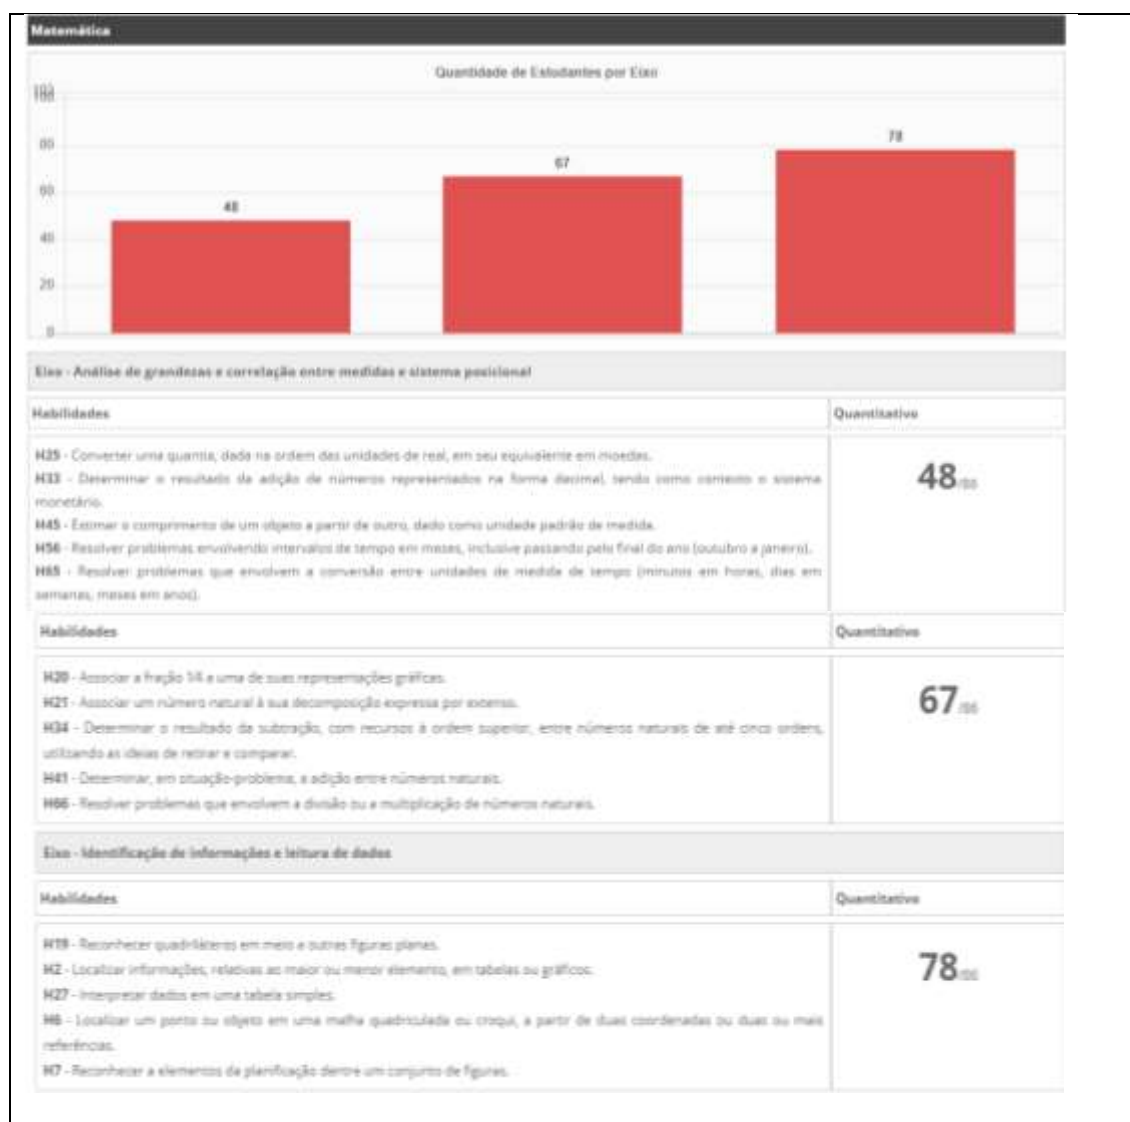 Matemática
Quantidade de Estudantes por Eixo
100
80
60
40
20
0
48
67
78
Eixo - Análise de grandezas e correlação entre medidas e sistema posicional
Habilidades Quantitativo
H25 - Converter uma quantia, dada na ordem das unidades de real, em seu equivalente em moedas.
H33 - Determinar o resultado da adição de números representados na forma decimal, tendo como contexto o sistema
monetário.
H45 - Estimar o comprimento de um objeto a partir de outro, dado como unidade padrão de medida.
H56 - Resolver problemas envolvendo intervalos de tempo em meses, inclusive passando pelo final do ano (outubro a janeiro).
H65 - Resolver problemas que envolvem a conversão entre unidades de medida de tempo (minutos em horas, dias em
semanas, meses em anos).
48
Habilidades Quantitativo
H20 - Associar a fração 1/4 a uma de suas representações gráficas.
H21 - Associar um número natural à sua decomposição expressa por extenso.
H34 - Determinar o resultado da subtração, com recursos à ordem superior, entre números naturais de até cinco ordens,
utilizando as ideias de retirar e comparar.
H41 - Determinar, em situação-problema, a adição entre números naturais.
H66 - Resolver problemas que envolvem a divisão ou a multiplicação de números naturais.
67
Eixo - Identificação de informações e leitura de dados
Habilidades Quantitativo
H19 - Reconhecer quadriláteros em meio a outras figuras planas.
H2 - Localizar informações, relativas ao maior ou menor elemento, em tabelas ou gráficos.
H27 - Interpretar dados em uma tabela simples.
H6 - Localizar um ponto ou objeto em uma malha quadriculada ou croqui, a partir de duas coordenadas ou duas ou mais
referências.
H7 - Reconhecer a elementos da planificação dentre um conjunto de figuras.
78